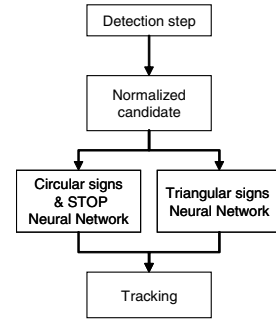 Detection step
Normalized
candidate
Circular signs
& STOP
Neural Network
Triangular signs
Neural Network
Tracking